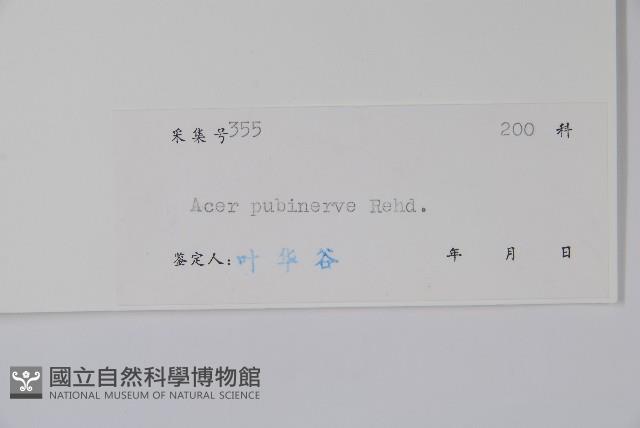 采集号355 200 科
Acer pubinerve Rehd.
鉴定人:叶华谷 年 月 日
國立自然科學博物館
NATIONAL MUSEUM OF NATURAL SCIENCE